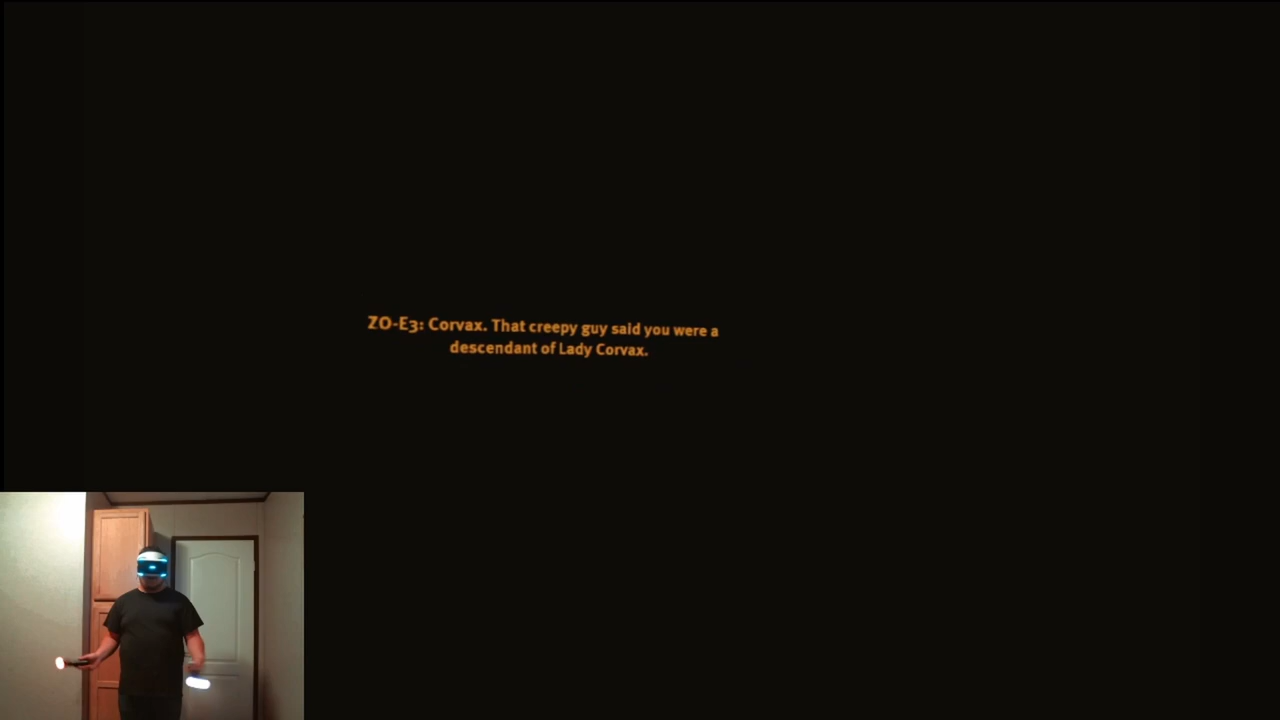 ZO-E3: Corvax. That creepy guy said you were a
descendant of Lady Corvax.